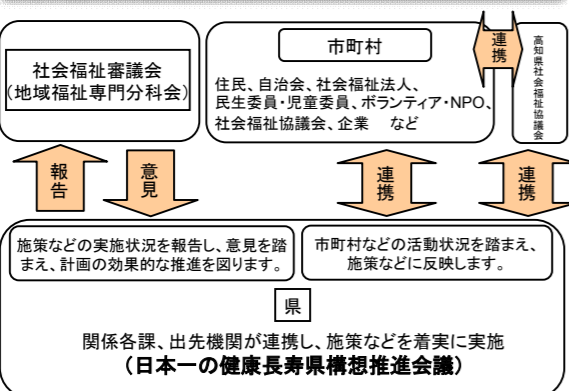 社会福祉審議会
（地域福祉専門分科会）
市町村
住民、自治会、社会福祉法人、
民生委員・児童委員、ボランティア・NPO、
社会福祉協議会、企業　など
連携
高知県社会福祉協議会
報告
意見
連携
連携
施策などの実施状況を報告し、意見を踏
まえ、計画の効果的な推進を図ります。
市町村などの活動状況を踏まえ、
施策などに反映します。
県
関係各課、出先機関が連携し、施策などを着実に実施
（日本一の健康長寿県構想推進会議）